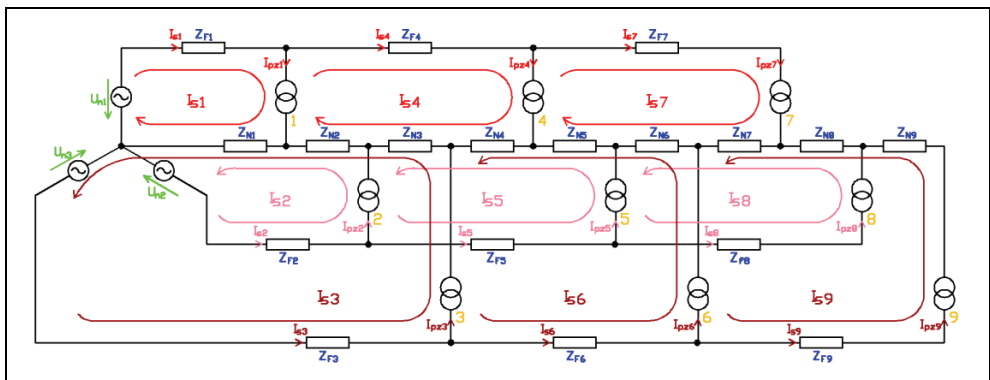 Is1 ZF1 Is4 ZF4 Is7 ZF7
Ipz1 Ipz4 Ipz7
Uh1 Is1 Is4 Is7
1 4 7
ZN1 ZN2 ZN3 ZN4 ZN5 ZN6 ZN7 ZN8 ZN9
Uh3
Uh2 Is2 Is5 Is8
2 5 8
Is2 Ipz2 Is5 Ipz5 Is8 Ipz8
ZF2 ZF5 ZP8
Is3 Is6 Is9
3 6 9
Ipz3 Ipz6 Ipz9
Is3 Is6 Is9
ZF3 ZF6 ZF9